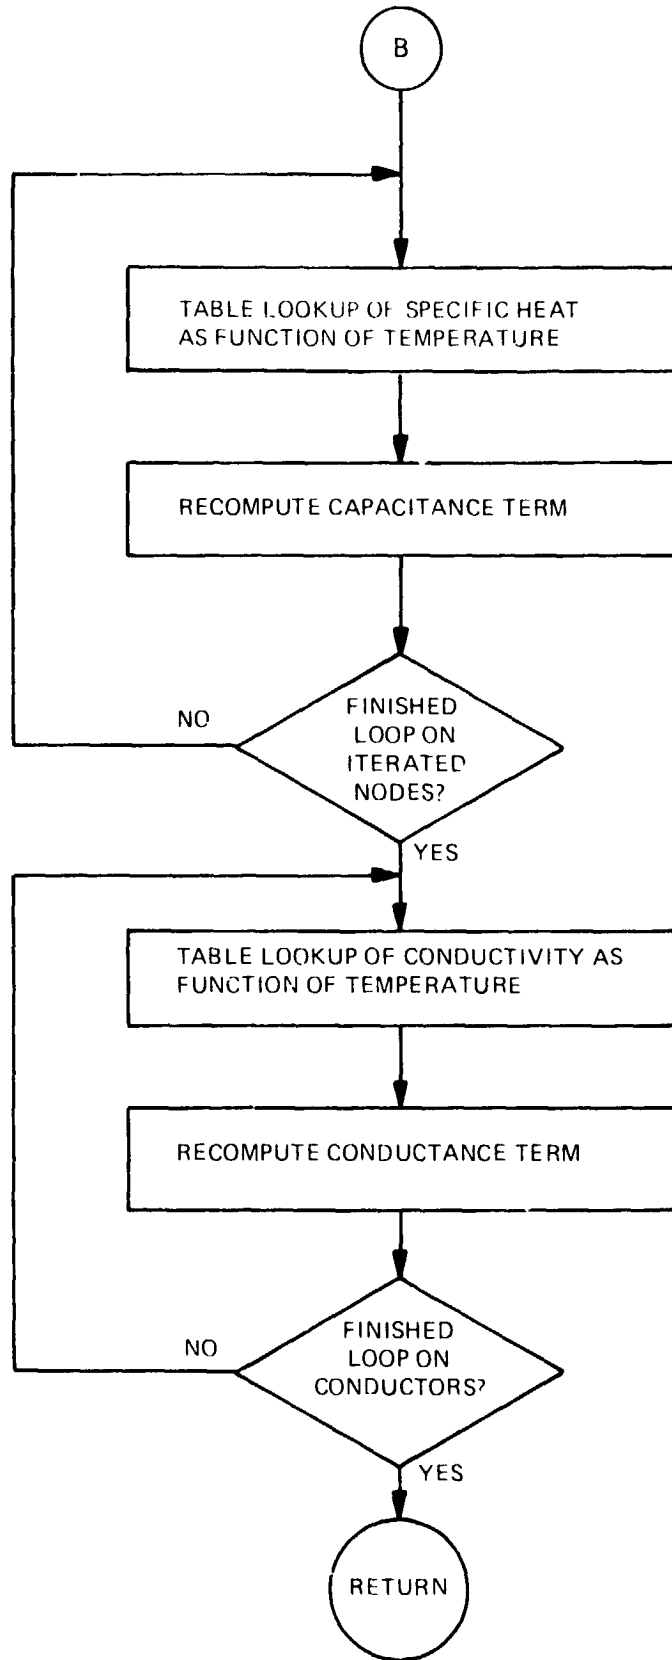 B
TABLE LOOKUP OF SPECIFIC HEAT
AS FUNCTION OF TEMPERATURE
RECOMPUTE CAPACITANCE TERM
FINISHED
LOOP ON
ITERATED
NODES?
NO
YES
TABLE LOOKUP OF CONDUCTIVITY AS
FUNCTION OF TEMPERATURE
RECOMPUTE CONDUCTANCE TERM
FINISHED
LOOP ON
CONDUCTORS?
NO
YES
RETURN